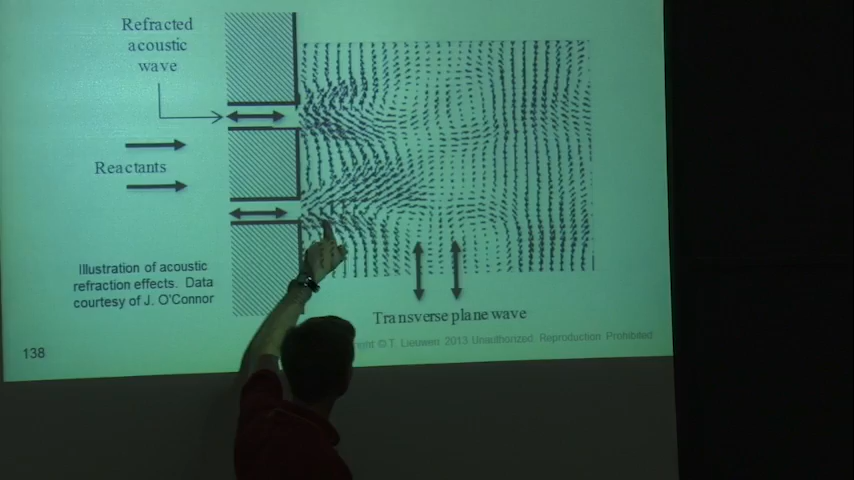 Refracted
acoustic
wave
Reactants
Illustration of acoustic
refraction effects. Data
courtesy of J. O'Connor
Transverse plane wave
© T. Lieuwen 2013 Unauthorized Reproduction Prohibited
138